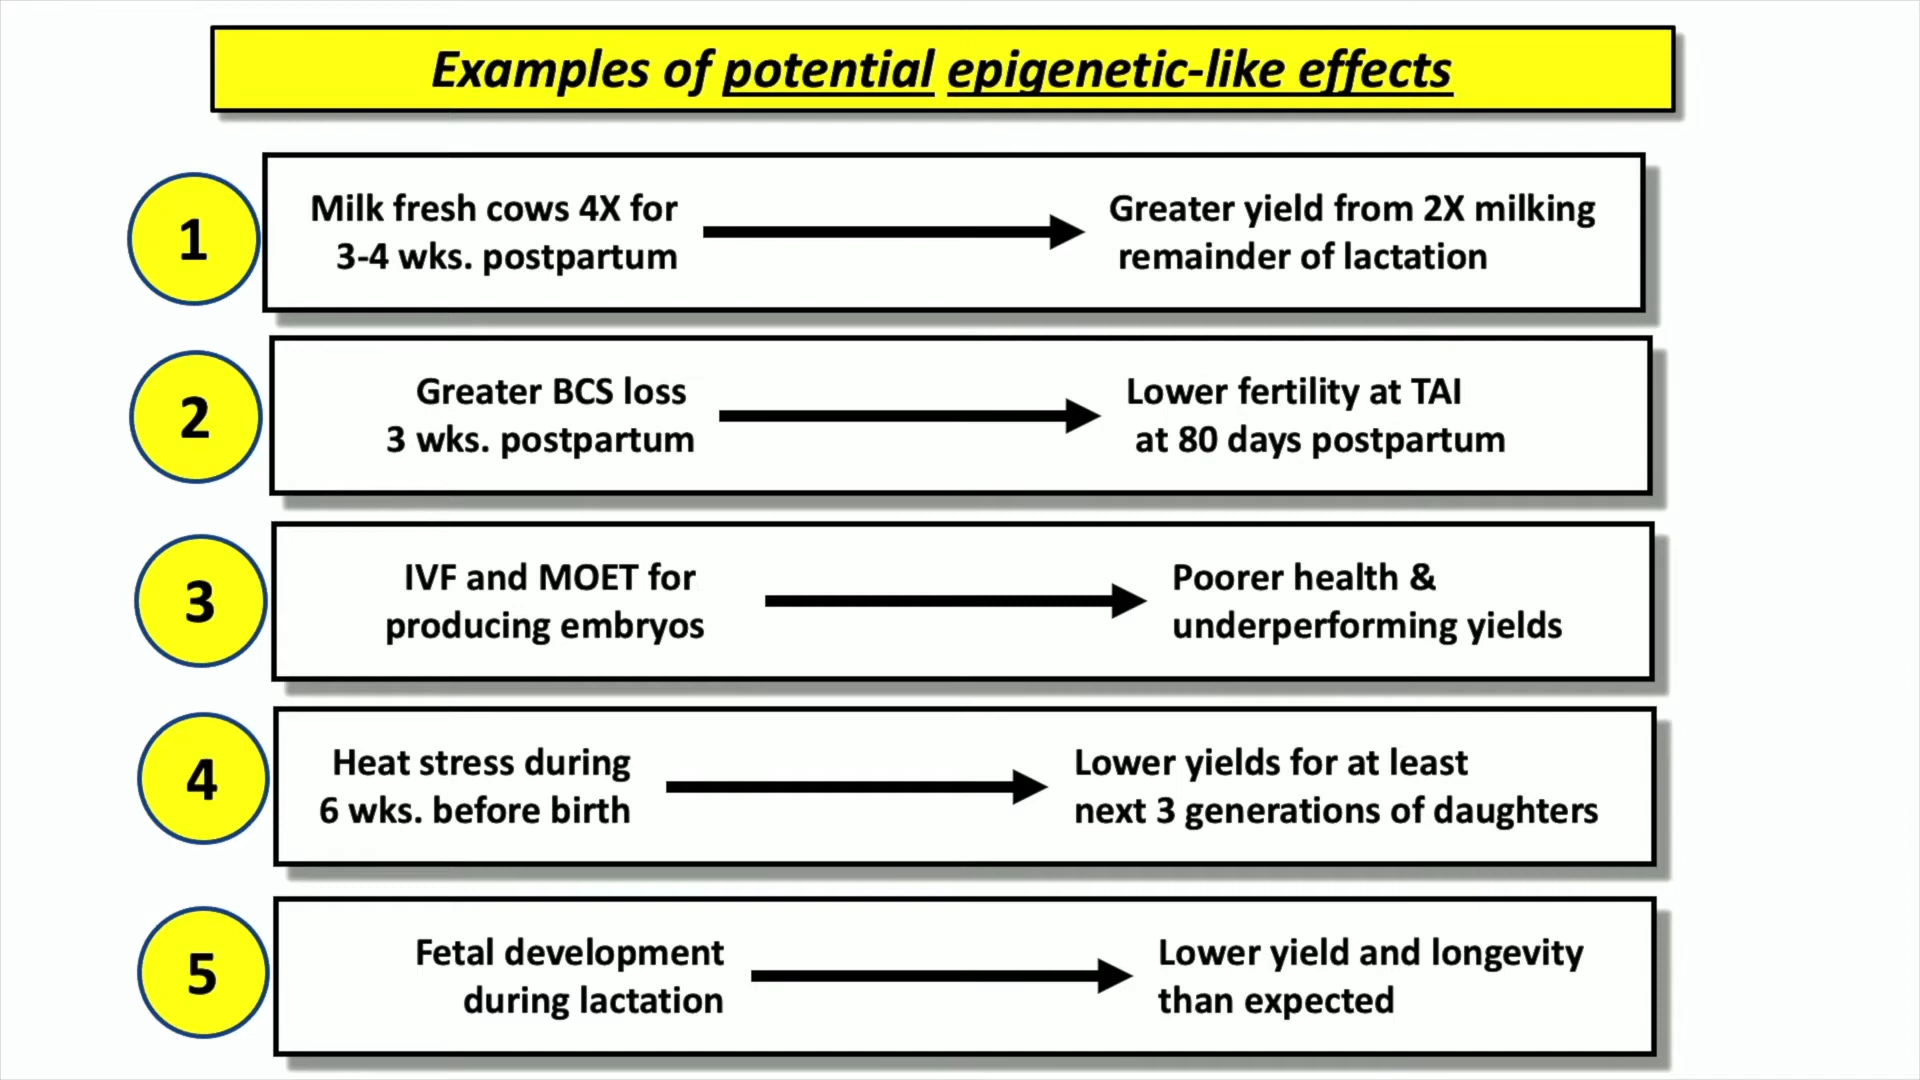 Examples of potential epigenetic-like effects
1
Milk fresh cows 4X for
3-4 wks. postpartum
Greater yield from 2X milking
remainder of lactation
2
Greater BCS loss
3 wks. postpartum
Lower fertility at TAI
at 80 days postpartum
3
IVF and MOET for
producing embryos
Poorer health &
underperforming yields
4
Heat stress during
6 wks. before birth
Lower yields for at least
next 3 generations of daughters
5
Fetal development
during lactation
Lower yield and longevity
than expected